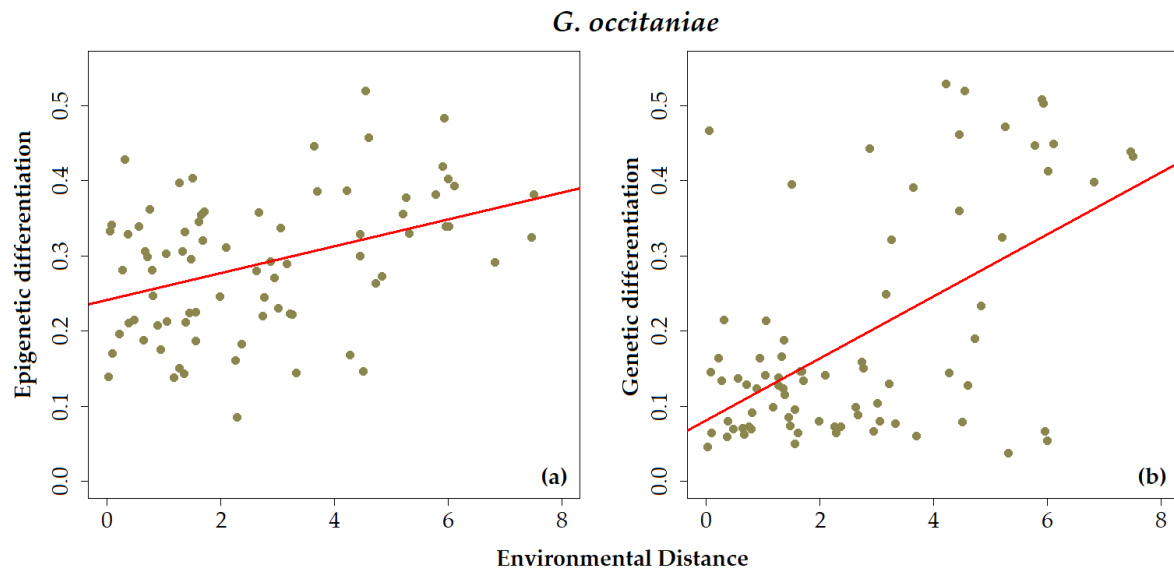 G. occitaniae
Epigenetic differentiation
0.0 0.1 0.2 0.3 0.4 0.5
0 2 4 6 8
(a)
Genetic differentiation
0.0 0.1 0.2 0.3 0.4 0.5
0 2 4 6 8
(b)
Environmental Distance